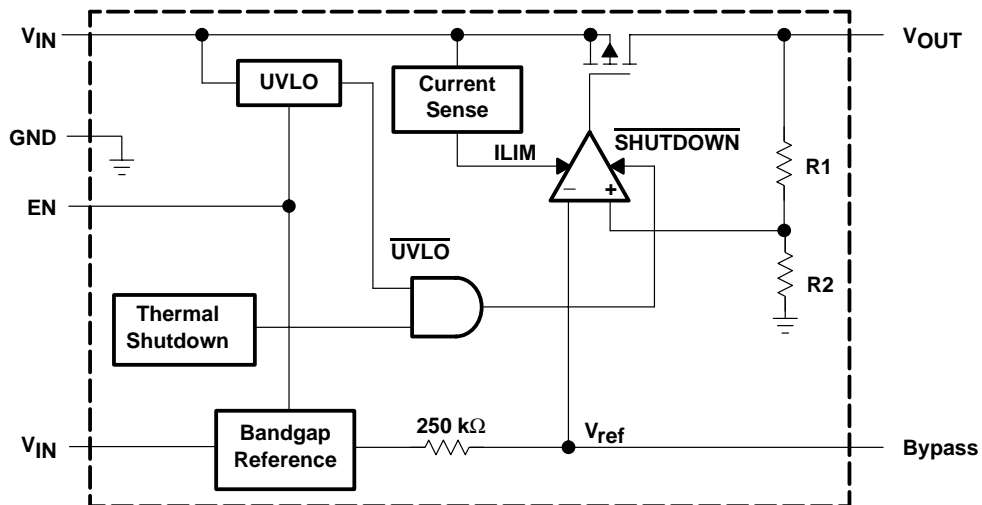 VIN
VOUT
UVLO
Current
Sense
GND
SHUTDOWN
ILIM
R1
− +
EN
UVLO
R2
Thermal
Shutdown
250 kΩ
Vref
VIN
Bandgap
Reference
Bypass